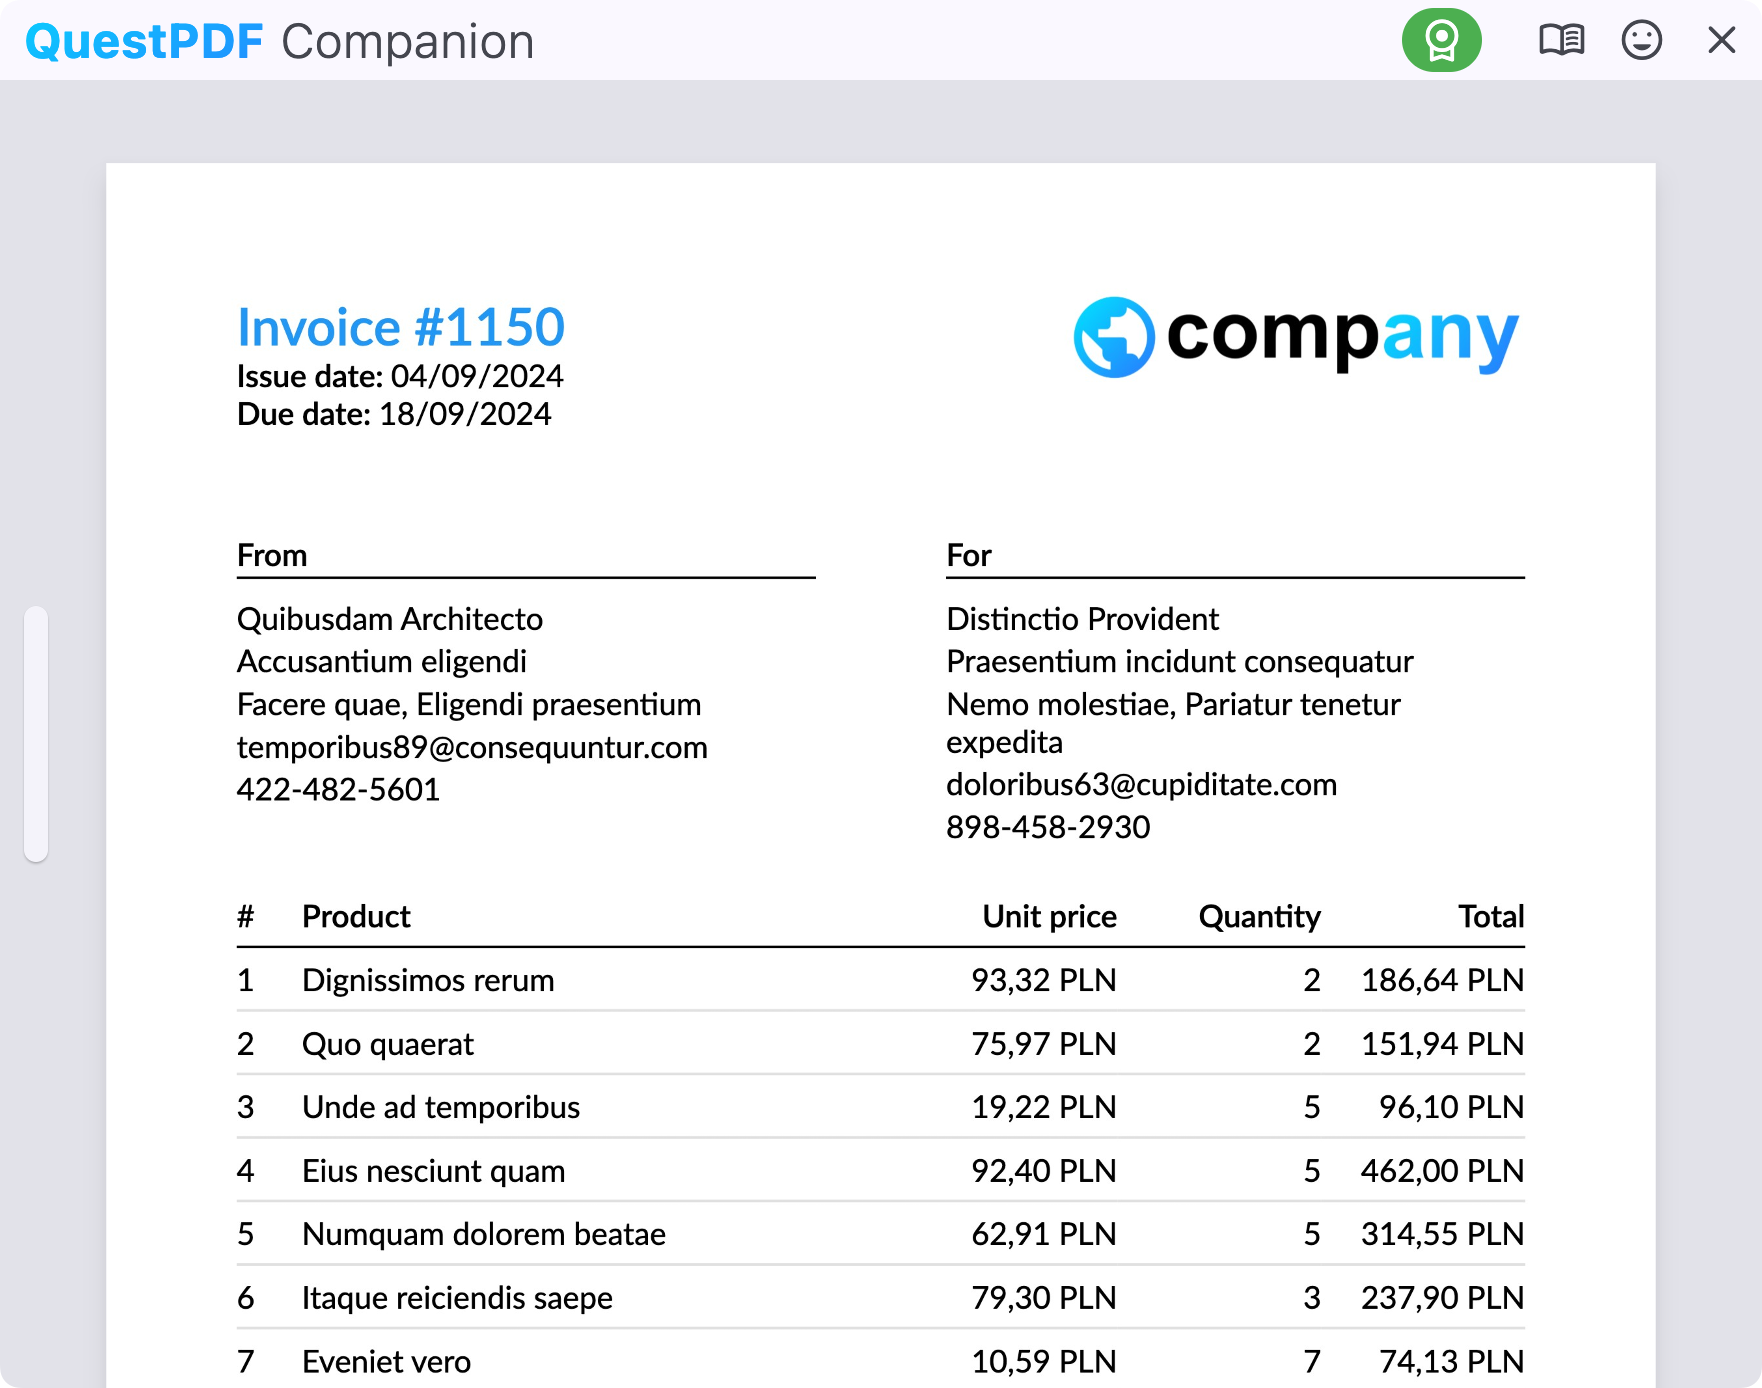 QuestPDF Companion
Invoice #1150
Issue date: 04/09/2024
Due date: 18/09/2024
company
From
Quibusdam Architecto
Accusantium eligendi
Facere quae, Eligendi praesentium
temporibus89@consequuntur.com
422-482-5601
For
Distinctio Provident
Praesentium incidunt consequatur
Nemo molestiae, Pariatur tenetur
expedita
doloribus63@cupiditate.com
898-458-2930
# Product Unit price Quantity Total
1 Dignissimos rerum 93,32 PLN 2 186,64 PLN
2 Quo quaerat 75,97 PLN 2 151,94 PLN
3 Unde ad temporibus 19,22 PLN 5 96,10 PLN
4 Eius nesciunt quam 92,40 PLN 5 462,00 PLN
5 Numquam dolorem beatae 62,91 PLN 5 314,55 PLN
6 Itaque reiciendis saepe 79,30 PLN 3 237,90 PLN
7 Eveniet vero 10,59 PLN 7 74,13 PLN